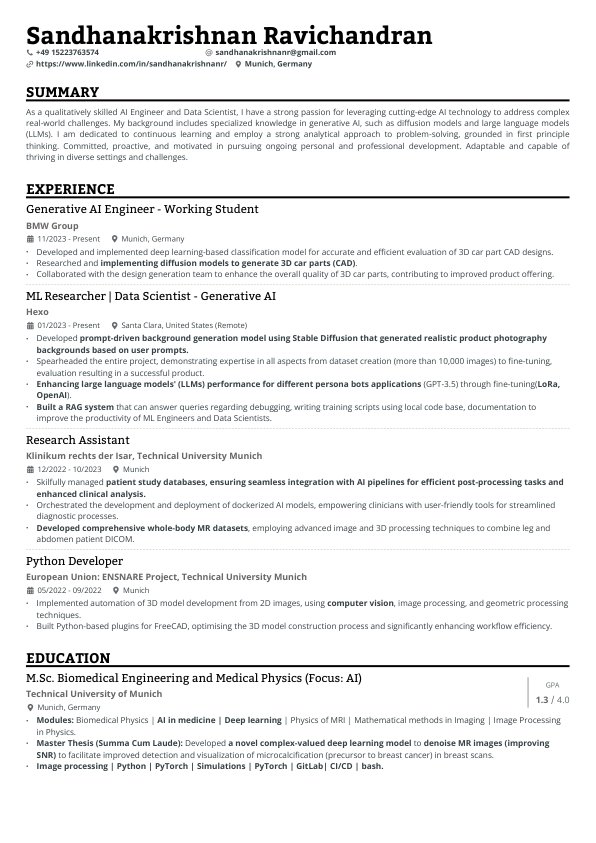 Sandhanakrishnan Ravichandran
+49 15223763574 @ sandhanakrishnanr@gmail.com
https://www.linkedin.com/in/sandhanakrishnanr/ Munich, Germany
SUMMARY
As a qualitatively skilled AI Engineer and Data Scientist, I have a strong passion for leveraging cutting-edge AI technology to address complex
real-world challenges. My background includes specialized knowledge in generative AI, such as diffusion models and large language models
(LLMs). I am dedicated to continuous learning and employ a strong analytical approach to problem-solving, grounded in first principle
thinking. Committed, proactive, and motivated in pursuing ongoing personal and professional development. Adaptable and capable of
thriving in diverse settings and challenges.
EXPERIENCE
Generative AI Engineer - Working Student
BMW Group
11/2023 - Present Munich, Germany
· Developed and implemented deep learning-based classification model for accurate and efficient evaluation of 3D car part CAD designs.
· Researched and implementing diffusion models to generate 3D car parts (CAD).
· Collaborated with the design generation team to enhance the overall quality of 3D car parts, contributing to improved product offering.
ML Researcher | Data Scientist - Generative AI
Hexo
01/2023 - Present Santa Clara, United States (Remote)
· Developed prompt-driven background generation model using Stable Diffusion that generated realistic product photography
backgrounds based on user prompts.
· Spearheaded the entire project, demonstrating expertise in all aspects from dataset creation (more than 10,000 images) to fine-tuning,
evaluation resulting in a successful product.
· Enhancing large language models' (LLMs) performance for different persona bots applications (GPT-3.5) through fine-tuning(LoRa,
OpenAI).
· Built a RAG system that can answer queries regarding debugging, writing training scripts using local code base, documentation to
improve the productivity of ML Engineers and Data Scientists.
Research Assistant
Klinikum rechts der Isar, Technical University Munich
12/2022 - 10/2023 Munich
· Skilfully managed patient study databases, ensuring seamless integration with AI pipelines for efficient post-processing tasks and
enhanced clinical analysis.
· Orchestrated the development and deployment of dockerized AI models, empowering clinicians with user-friendly tools for streamlined
diagnostic processes.
· Developed comprehensive whole-body MR datasets, employing advanced image and 3D processing techniques to combine leg and
abdomen patient DICOM.
Python Developer
European Union: ENSNARE Project, Technical University Munich
05/2022 - 09/2022 Munich
· Implemented automation of 3D model development from 2D images, using computer vision, image processing, and geometric processing
techniques.
· Built Python-based plugins for FreeCAD, optimising the 3D model construction process and significantly enhancing workflow efficiency.
EDUCATION
M.Sc. Biomedical Engineering and Medical Physics (Focus: AI)
Technical University of Munich
Munich, Germany
GPA
1.3 / 4.0
· Modules: Biomedical Physics | AI in medicine | Deep learning | Physics of MRI | Mathematical methods in Imaging | Image Processing
in Physics.
· Master Thesis (Summa Cum Laude): Developed a novel complex-valued deep learning model to denoise MR images (improving
SNR) to facilitate improved detection and visualization of microcalcification (precursor to breast cancer) in breast scans.
· Image processing | Python | PyTorch | Simulations | PyTorch | GitLab| CI/CD | bash.